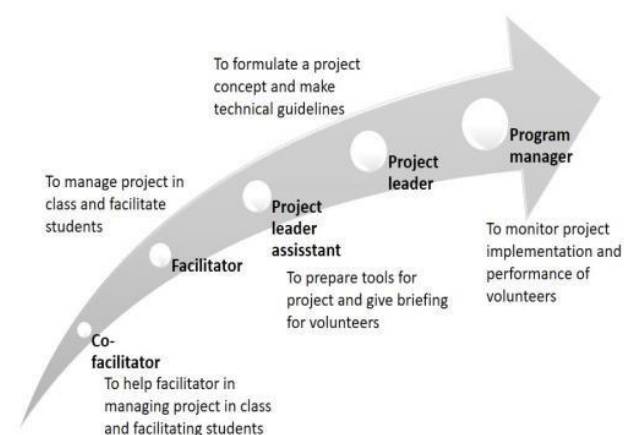 To formulate a project
concept and make
technical guidelines
Program
manager
Project
leader
To manage project in
class and facilitate
students
Project
leader
assisstant
To monitor project
implementation and
performance of
volunteers
Facilitator
To prepare tools for
project and give briefing
for volunteers
Co-
facilitator
To help facilitator in
managing project in class
and facilitating students